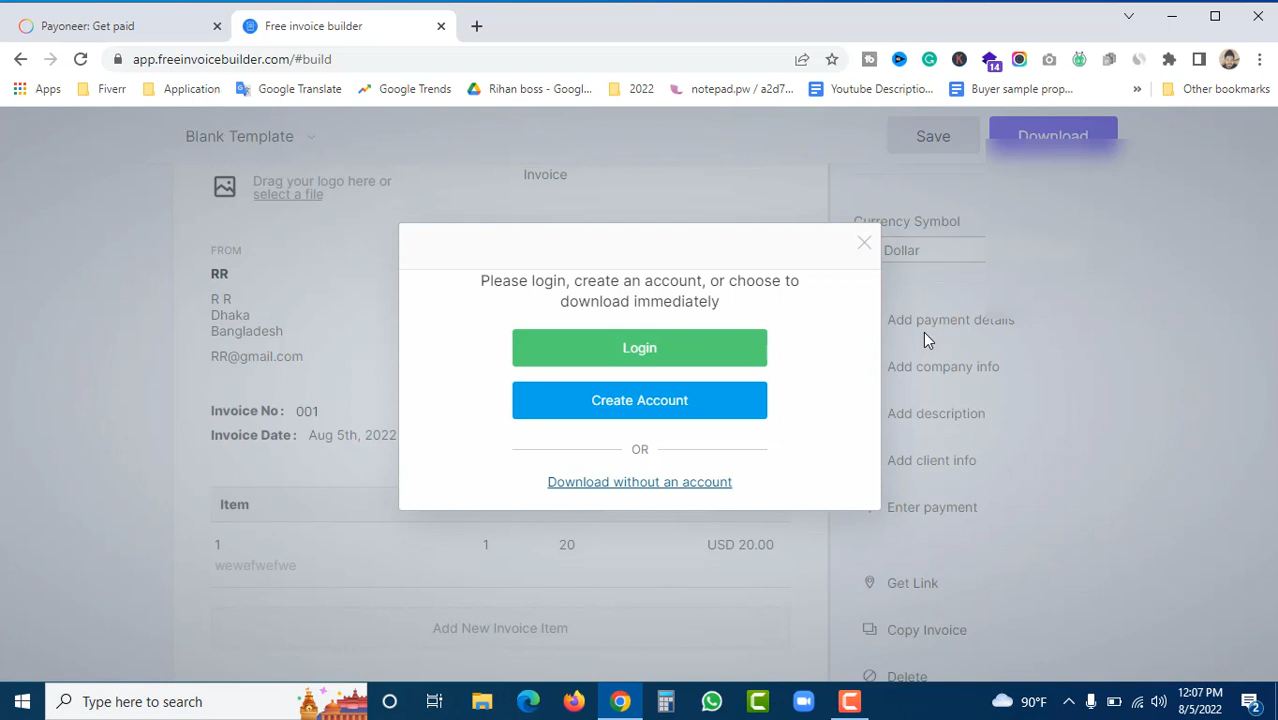 Payoneer: Get paid
Free invoice builder
app.freeinvoicebuilder.com/#build
14
Apps
Fiverr
Application
Google Translate
Google Trends
Rihan boss - Googl...
2022
notepad.pw / a2d7...
Youtube Descriptio...
Buyer sample prop...
»
Other bookmarks
Blank Template
Save
Download
Drag your logo here or
select a file
Invoice
Currency Symbol
Dollar
FROM
RR
R R
Dhaka
Bangladesh
RR@gmail.com
Invoice No : 001
Invoice Date : Aug 5th, 2022
Please login, create an account, or choose to
download immediately
Login
Create Account
OR
Download without an account
Add payment details
Add company info
Add description
Add client info
Enter payment
Item
1 1 20 USD 20.00
wewefwefwe
Add New Invoice Item
Get Link
Copy Invoice
Delete
Type here to search
90°F
12:07 PM
8/5/2022
2